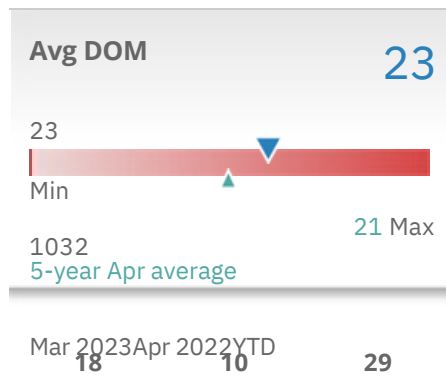 Avg DOM 23
23
Min
21 Max
1032
5-year Apr average
Mar 2023Apr 2022YTD
18 10 29